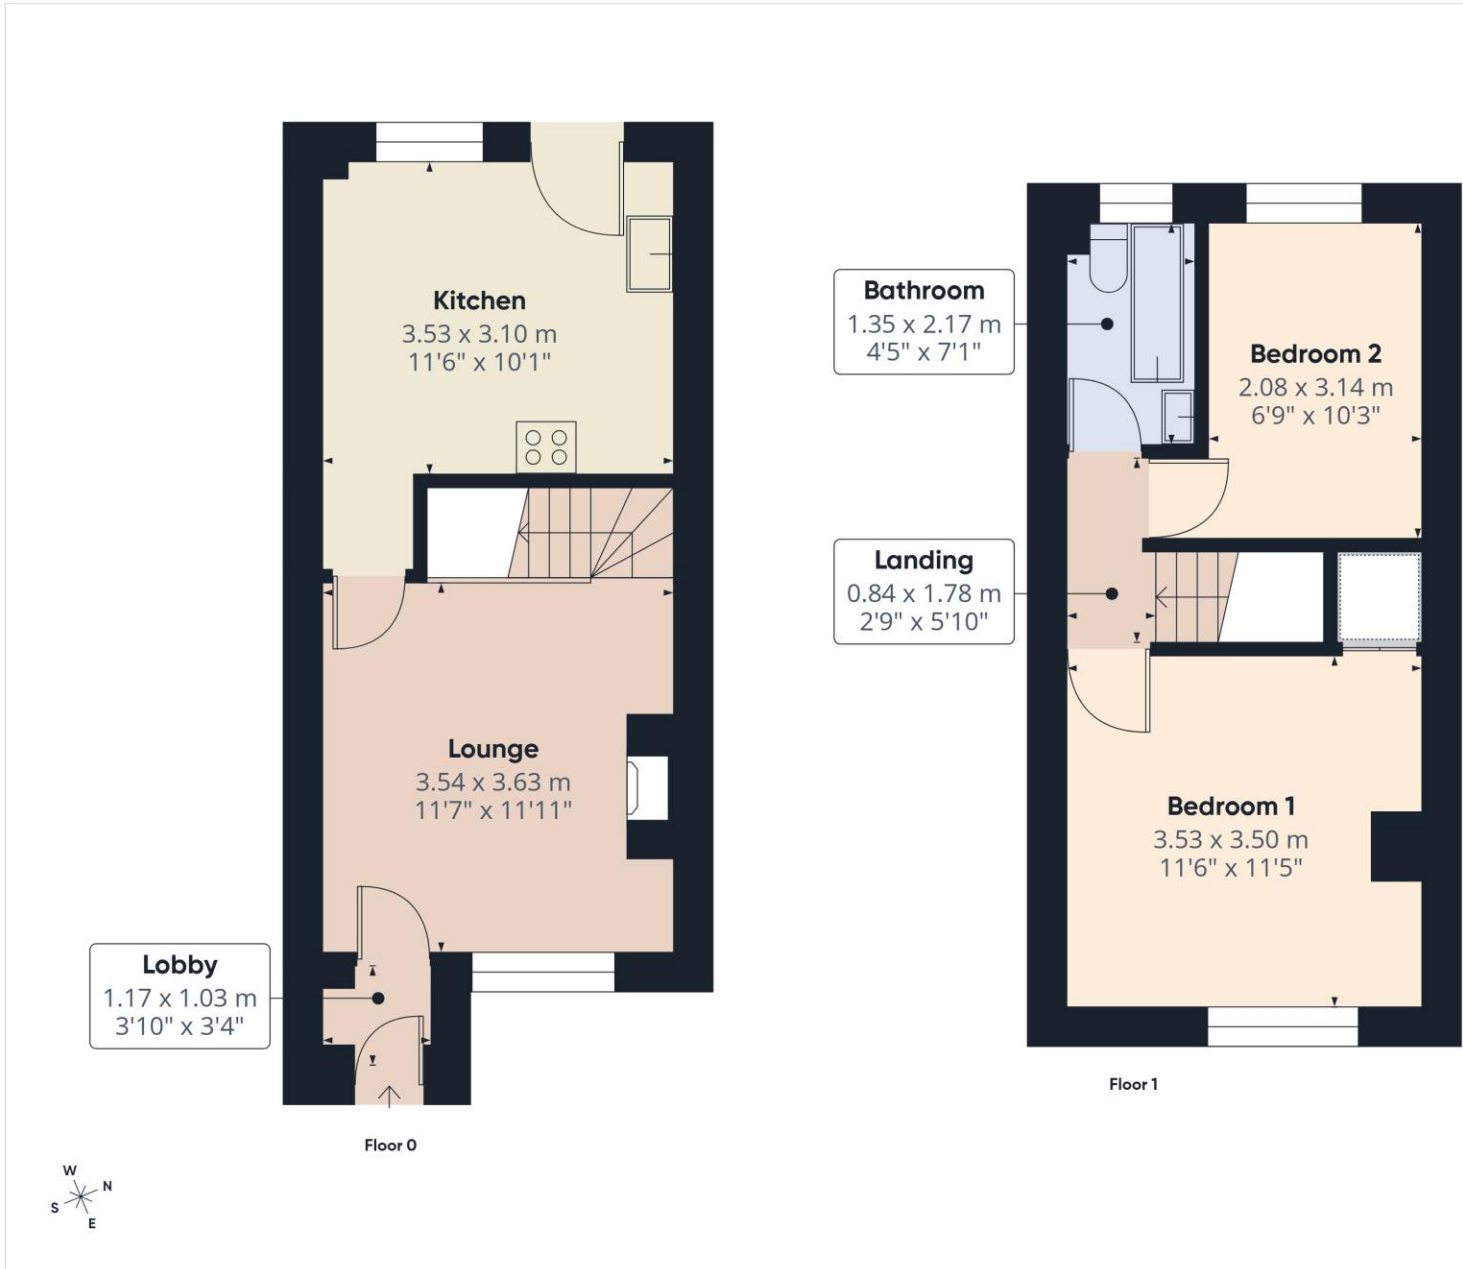 Kitchen
3.53 x 3.10 m
11'6" x 10'1"
Lounge
3.54 x 3.63 m
11'7" x 11'11"
Lobby
1.17 x 1.03 m
3'10" x 3'4"
Floor 0
Bathroom
1.35 x 2.17 m
4'5" x 7'1"
Bedroom 2
2.08 x 3.14 m
6'9" x 10'3"
Landing
0.84 x 1.78 m
2'9" x 5'10"
Bedroom 1
3.53 x 3.50 m
11'6" x 11'5"
Floor 1
W
N
S
E